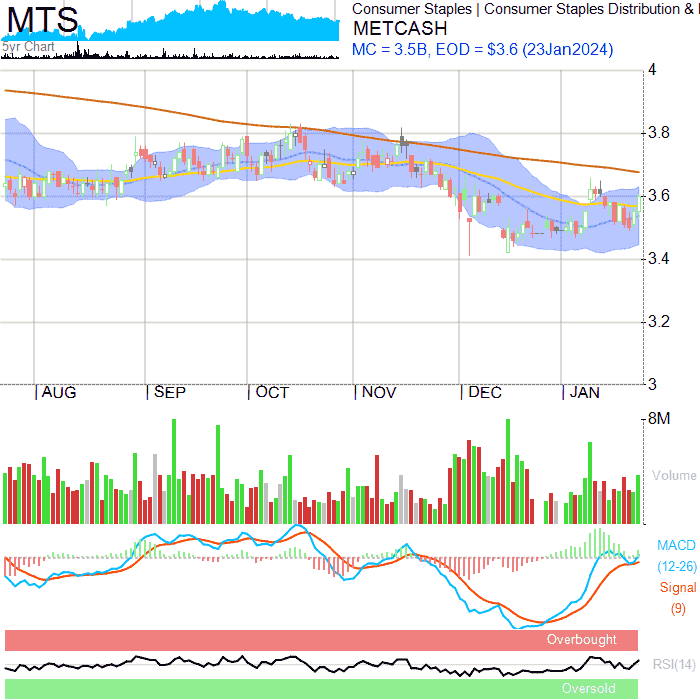 MTS
5yr Chart
Consumer Staples | Consumer Staples Distribution &
METCASH
MC = 3.5B, EOD = $3.6 (23Jan2024)
4
3.8
3.6
3.4
3.2
3
| AUG | SEP | OCT | NOV | DEC | JAN
8M
Volume
MACD
(12-26)
Signal
(9)
Overbought
RSI(14)
Oversold